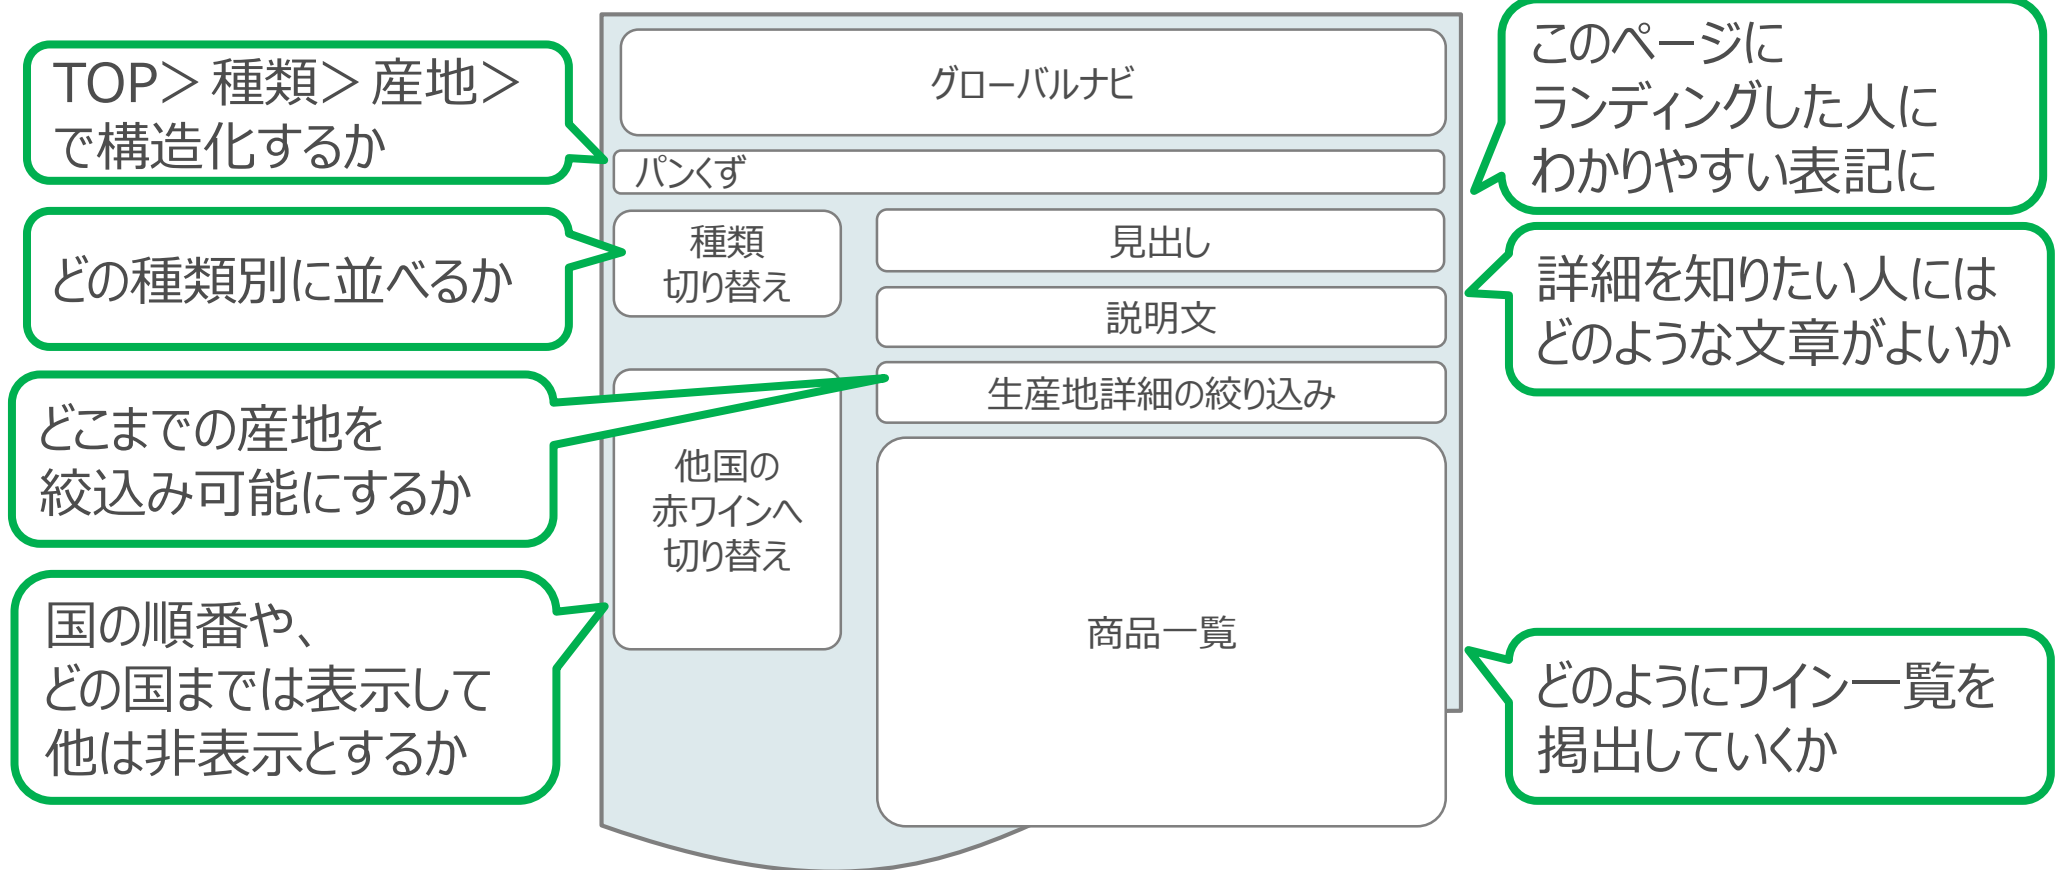 TOP＞種類＞産地＞
で構造化するか
どの種類別に並べるか
どこまでの産地を
絞込み可能にするか
国の順番や、
どの国までは表示して
他は非表示とするか
グローバルナビ
パンくず
種類
切り替え
他国の
赤ワインへ
切り替え
見出し
説明文
生産地詳細の絞り込み
商品一覧
このページに
ランディングした人に
わかりやすい表記に
詳細を知りたい人には
どのような文章がよいか
どのようにワイン一覧を
掲出していくか